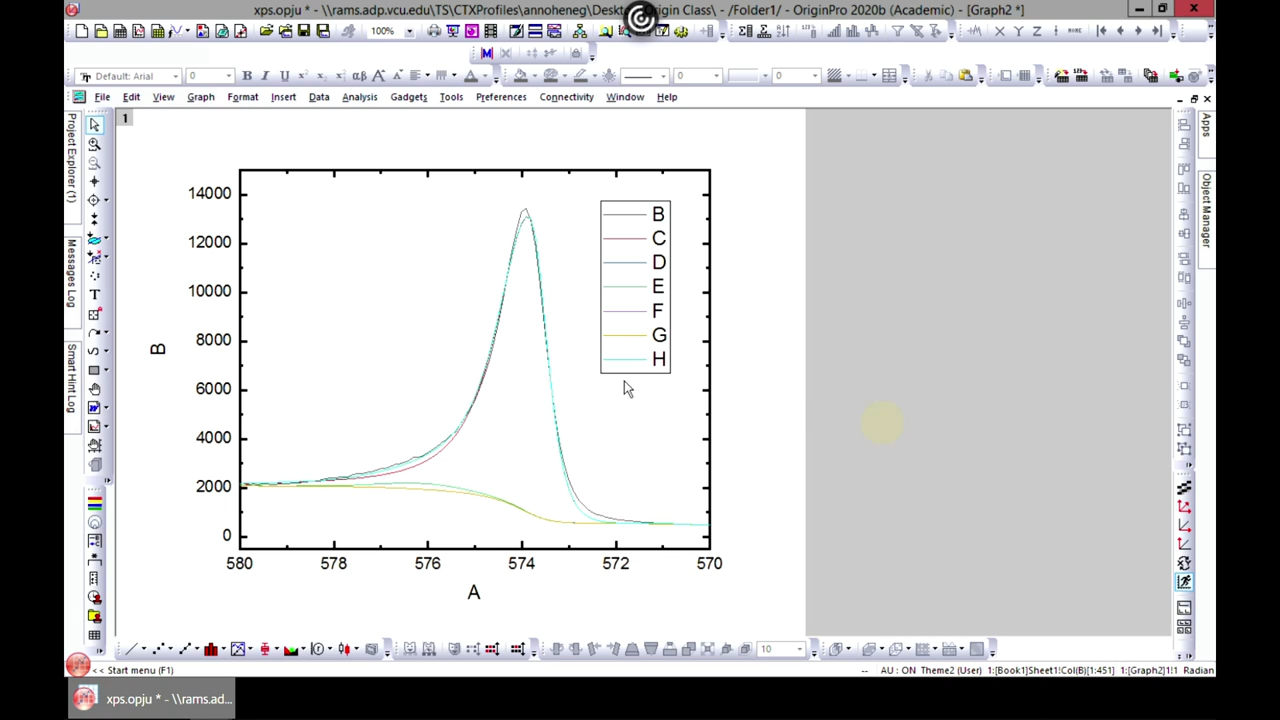 xps.opju * - \\rams.adp.vcu.edu\TS\CTXProfiles\annoheneg\Desktop Origin Class\ - /Folder1/ - OriginPro 2020b (Academic) - [Graph2 *]
100%
Default: Arial 0 B I U αβ A A A 0 0
File Edit View Graph Format Insert Data Analysis Gadgets Tools Preferences Connectivity Window Help
Project Explorer (1)
Messages Log
Smart Hint Log
Apps
Object Manager
1
14000
12000
10000
8000
6000
4000
2000
0
B
B
C
D
E
F
G
H
580 578 576 574 572 570
A
10
<< Start menu (F1)
-- AU : ON Theme2 (User) 1:[Book1]Sheet1!Col(B)[1:451] 1:[Graph2]1!1 Radian
xps.opju * - \\rams.ad...